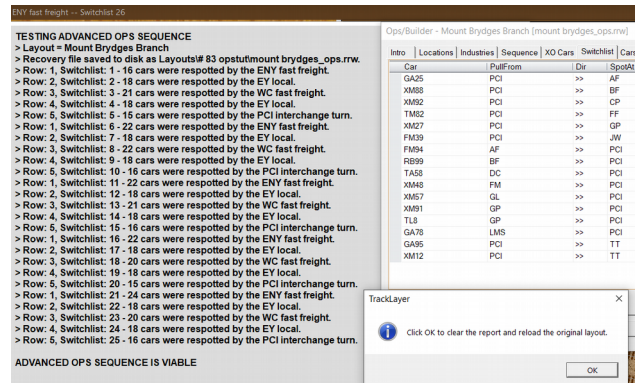 ENY fast freight -- Switchlist 26
TESTING ADVANCED OPS SEQUENCE
> Layout = Mount Brydges Branch
> Recovery file saved to disk as Layouts\# 83 opstut\mount brydges_ops.rrw.
> Row: 1, Switchlist: 1 - 16 cars were respotted by the ENY fast freight.
> Row: 2, Switchlist: 2 - 18 cars were respotted by the EY local.
> Row: 3, Switchlist: 3 - 21 cars were respotted by the WC fast freight.
> Row: 4, Switchlist: 4 - 18 cars were respotted by the EY local.
> Row: 5, Switchlist: 5 - 15 cars were respotted by the PCI interchange turn.
> Row: 1, Switchlist: 6 - 22 cars were respotted by the ENY fast freight.
> Row: 2, Switchlist: 7 - 18 cars were respotted by the EY local.
> Row: 3, Switchlist: 8 - 22 cars were respotted by the WC fast freight.
> Row: 4, Switchlist: 9 - 18 cars were respotted by the EY local.
> Row: 5, Switchlist: 10 - 16 cars were respotted by the PCI interchange turn.
> Row: 1, Switchlist: 11 - 22 cars were respotted by the ENY fast freight.
> Row: 2, Switchlist: 12 - 18 cars were respotted by the EY local.
> Row: 3, Switchlist: 13 - 21 cars were respotted by the WC fast freight.
> Row: 4, Switchlist: 14 - 18 cars were respotted by the EY local.
> Row: 5, Switchlist: 15 - 16 cars were respotted by the PCI interchange turn.
> Row: 1, Switchlist: 16 - 22 cars were respotted by the ENY fast freight.
> Row: 2, Switchlist: 17 - 18 cars were respotted by the EY local.
> Row: 3, Switchlist: 18 - 20 cars were respotted by the WC fast freight.
> Row: 4, Switchlist: 19 - 18 cars were respotted by the EY local.
> Row: 5, Switchlist: 20 - 15 cars were respotted by the PCI interchange turn.
> Row: 1, Switchlist: 21 - 24 cars were respotted by the ENY fast freight.
> Row: 2, Switchlist: 22 - 18 cars were respotted by the EY local.
> Row: 3, Switchlist: 23 - 20 cars were respotted by the WC fast freight.
> Row: 4, Switchlist: 24 - 18 cars were respotted by the EY local.
> Row: 5, Switchlist: 25 - 16 cars were respotted by the PCI interchange turn.
ADVANCED OPS SEQUENCE IS VIABLE
Ops/Builder - Mount Brydges Branch [mount brydges_ops.rrw]
Intro Locations Industries Sequence XO Cars Switchlist Cars
Car PullFrom Dir SpotAt
GA25 PCI >> AF
XM88 PCI >> BF
XM92 PCI >> CP
TM82 PCI >> FF
XM27 PCI >> GP
FM39 PCI >> JW
FM94 AF >> PCI
RB99 BF >> PCI
TA58 DC >> PCI
XM48 FM >> PCI
XM57 GL >> PCI
XM91 GP >> PCI
TL8 GP >> PCI
GA78 LMS >> PCI
GA95 PCI >> TT
XM12 PCI >> TT
TrackLayer
Click OK to clear the report and reload the original layout.
OK